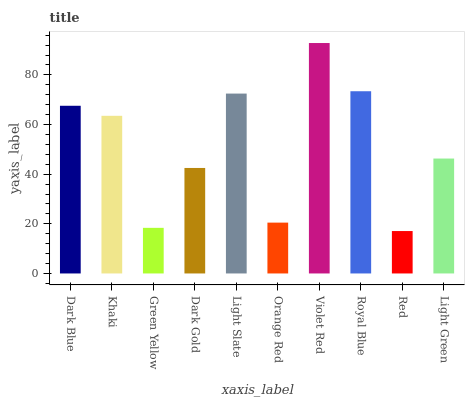 title
yaxis_label
80
60
40
20
0
Dark Blue
Khaki
Green Yellow
Dark Gold
Light Slate
Orange Red
Violet Red
Royal Blue
Red
Light Green
xaxis_label